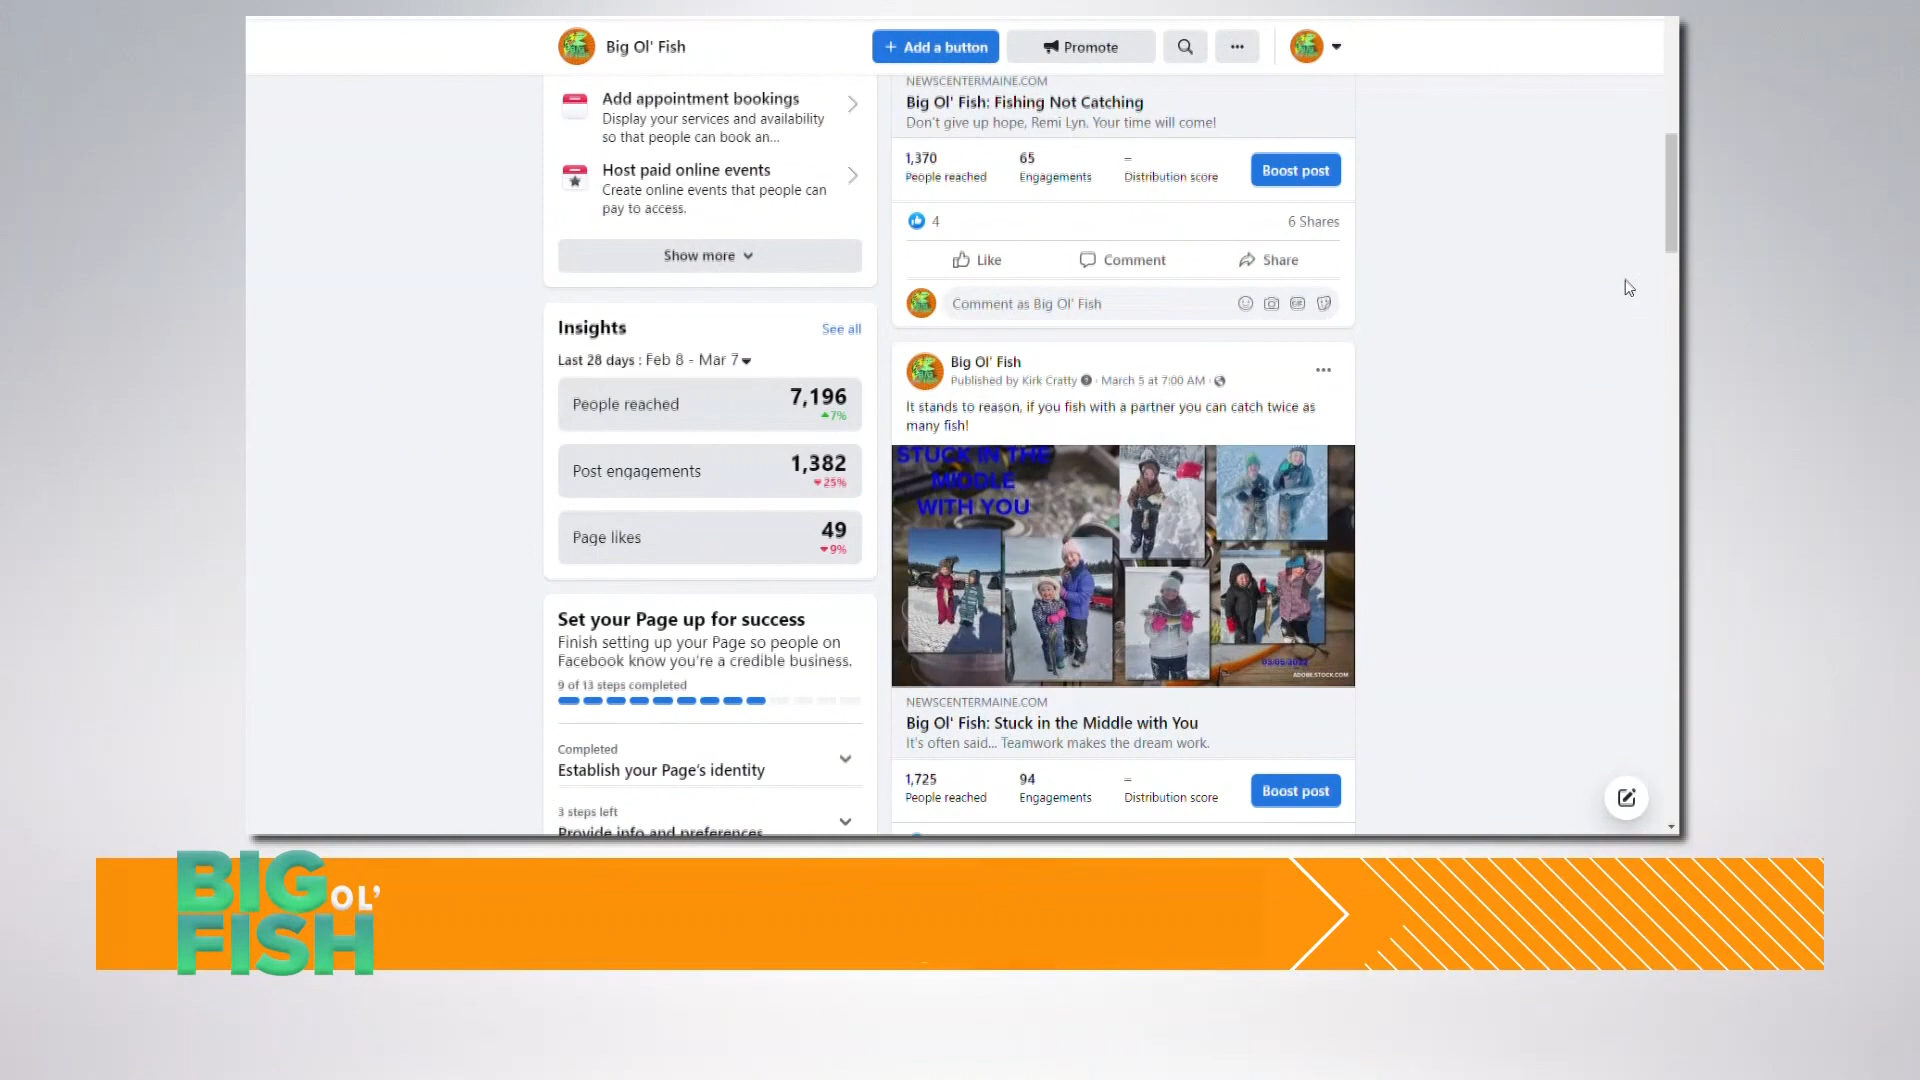 Big Ol' Fish
Add a button
Promote
Add appointment bookings
Display your services and availability
so that people can book an...
Host paid online events
Create online events that people can
pay to access.
Show more
Insights
See all
Last 28 days : Feb 8 - Mar 7
People reached
7,196
7%
Post engagements
1,382
25%
Page likes
49
9%
Set your Page up for success
Finish setting up your Page so people on
Facebook know you're a credible business.
9 of 13 steps completed
Completed
Establish your Page's identity
3 steps left
Provide info and preferences
NEWSCENTERMAINE.COM
Big Ol' Fish: Fishing Not Catching
Don't give up hope, Remi Lyn. Your time will come!
1,370 65 –
People reached Engagements Distribution score
Boost post
4
6 Shares
Like Comment Share
Comment as Big Ol' Fish
Big Ol' Fish
Published by Kirk Cratty · March 5 at 7:00 AM ·
It stands to reason, if you fish with a partner you can catch twice as
many fish!
STUCK IN THE
MIDDLE
WITH YOU
03/05/2022
ADOBESTOCK.COM
NEWSCENTERMAINE.COM
Big Ol' Fish: Stuck in the Middle with You
It's often said... Teamwork makes the dream work.
1,725 94 –
People reached Engagements Distribution score
Boost post
BIG OL'
FISH